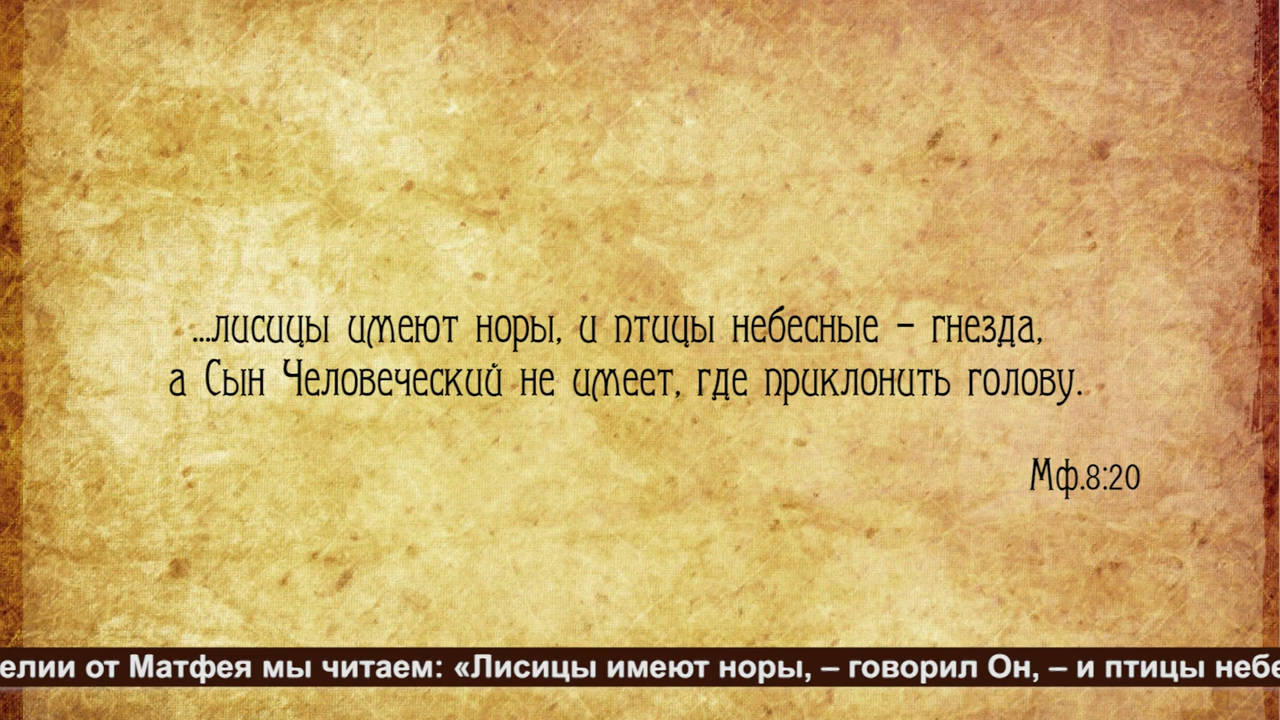 ...лисицы имеют норы, и птицы небесные – гнезда,
а Сын Человеческий не имеет, где приклонить голову.
Мф.8:20
елии от Матфея мы читаем: «Лисицы имеют норы, – говорил Он, – и птицы небе